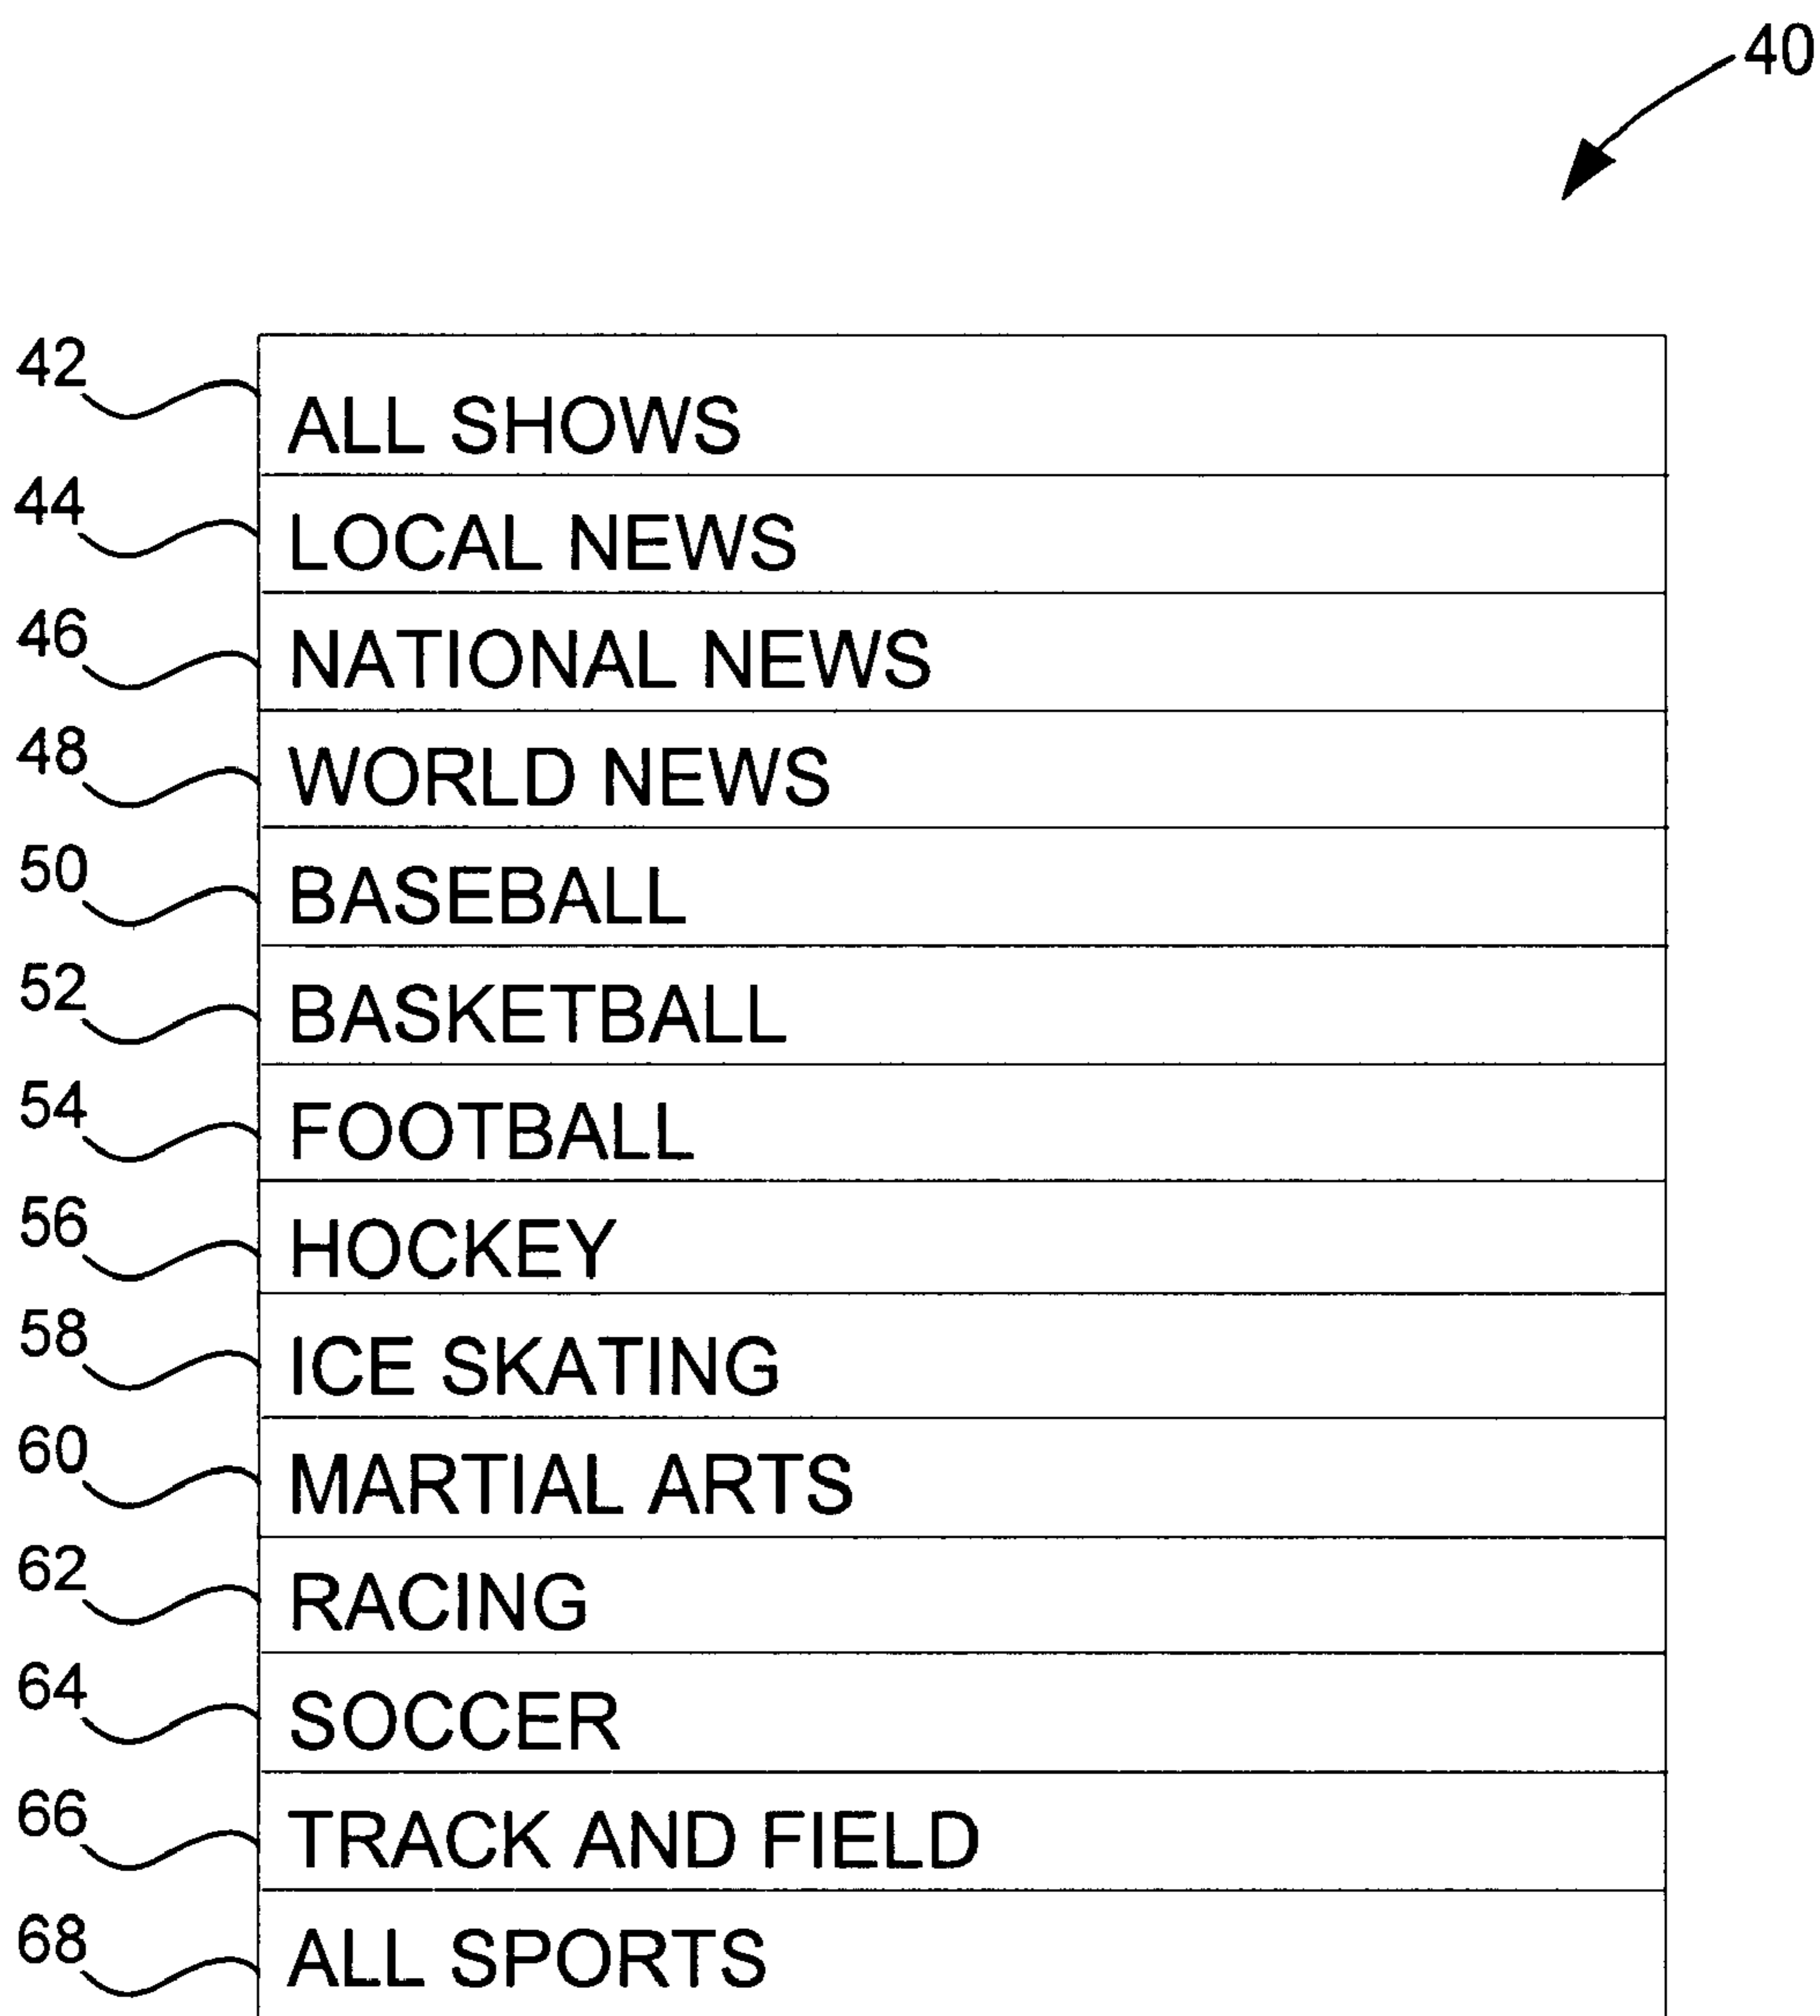 40
42 ALL SHOWS
44 LOCAL NEWS
46 NATIONAL NEWS
48 WORLD NEWS
50 BASEBALL
52 BASKETBALL
54 FOOTBALL
56 HOCKEY
58 ICE SKATING
60 MARTIAL ARTS
62 RACING
64 SOCCER
66 TRACK AND FIELD
68 ALL SPORTS